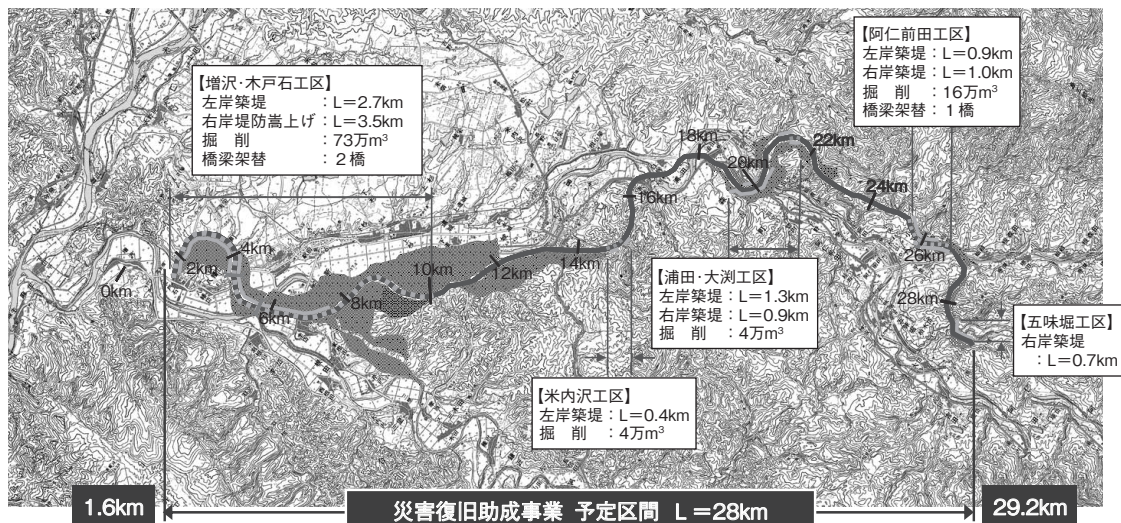 【増沢・木戸石工区】
左岸築堤　　　：L＝2.7km
右岸堤防嵩上げ：L＝3.5km
掘　削　　　　：73万m³
橋梁架替　　　：２橋
【阿仁前田工区】
左岸築堤：L＝0.9km
右岸築堤：L＝1.0km
掘　削　：16万m³
橋梁架替：１橋
18km
20km
22km
24km
16km
4km
2km
0km
6km
8km
10km
12km
14km
26km
28km
【浦田・大渕工区】
左岸築堤：L＝1.3km
右岸築堤：L＝0.9km
掘　削　：4万m³
【五味堀工区】
右岸築堤
：L＝0.7km
【米内沢工区】
左岸築堤：L＝0.4km
掘　削　：4万m³
1.6km
災害復旧助成事業 予定区間 L＝28km
29.2km